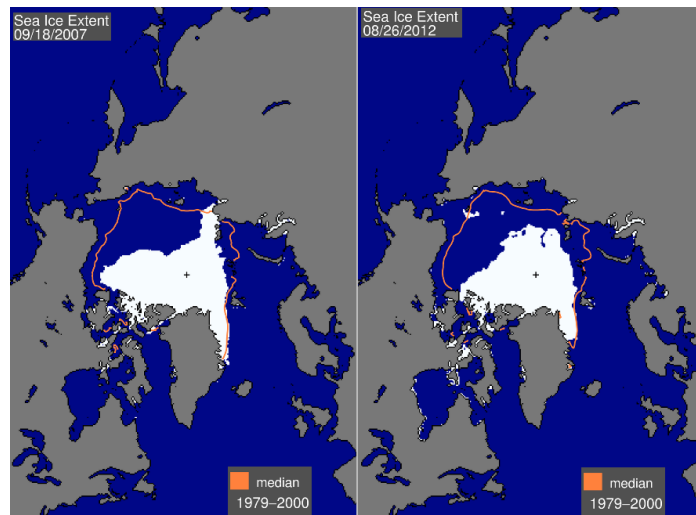 Sea Ice Extent
09/18/2007
Sea Ice Extent
08/26/2012
median
1979–2000
median
1979–2000